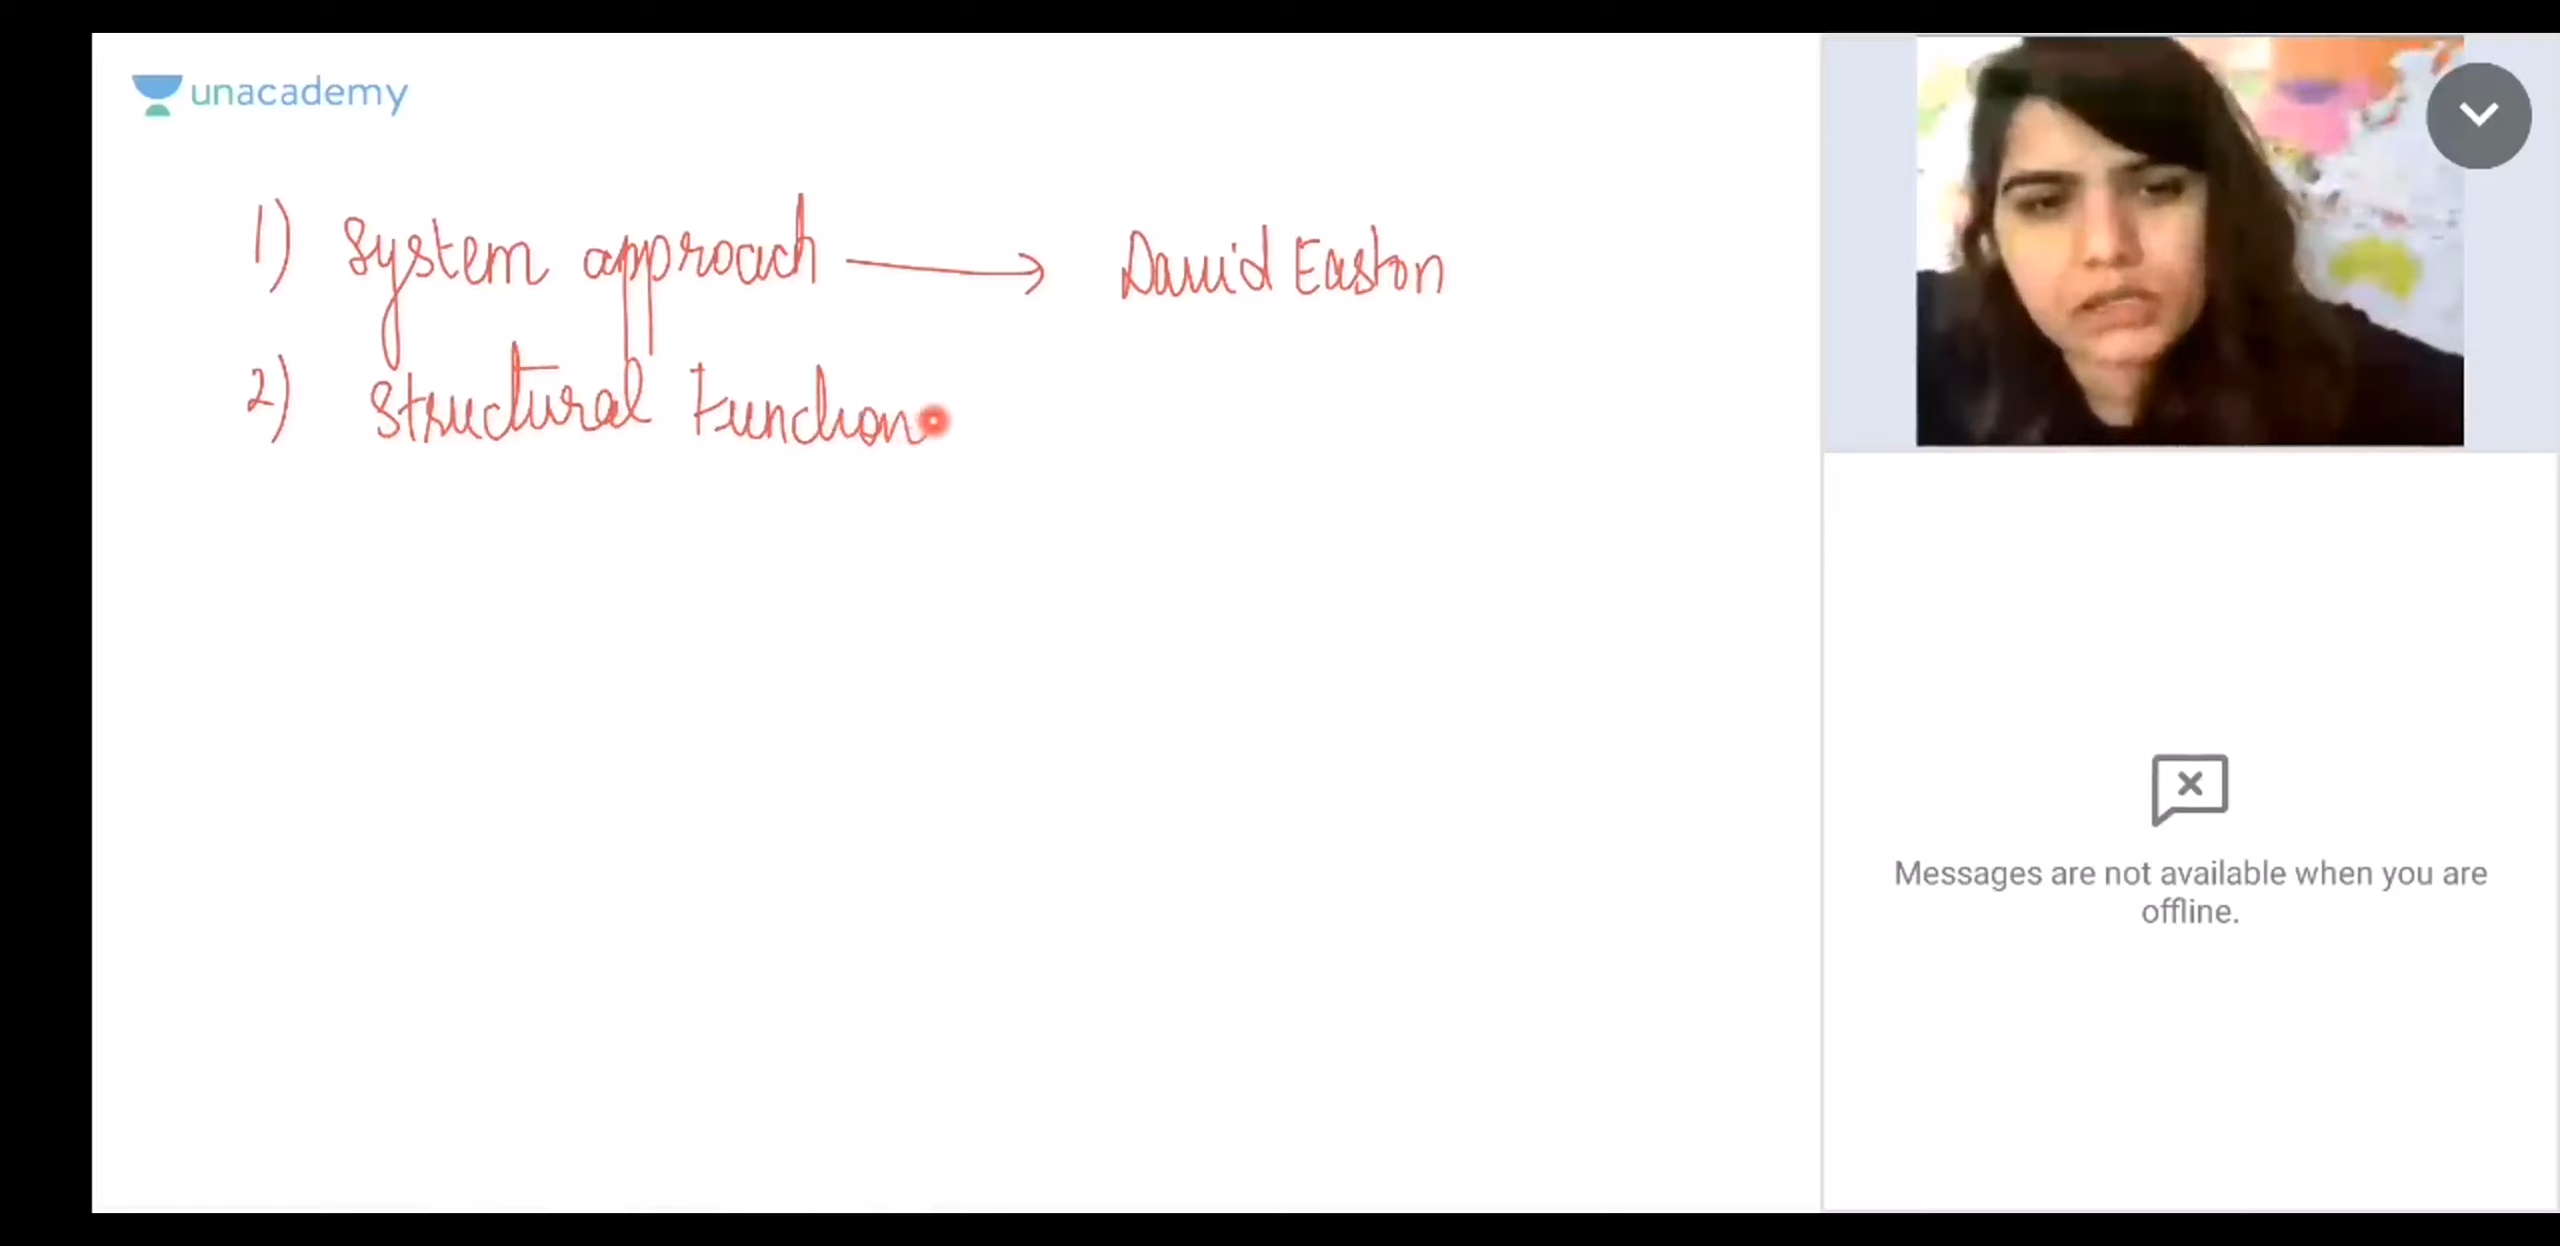 unacademy
1) System approach → David Easton
2) Structural Function
Messages are not available when you are
offline.